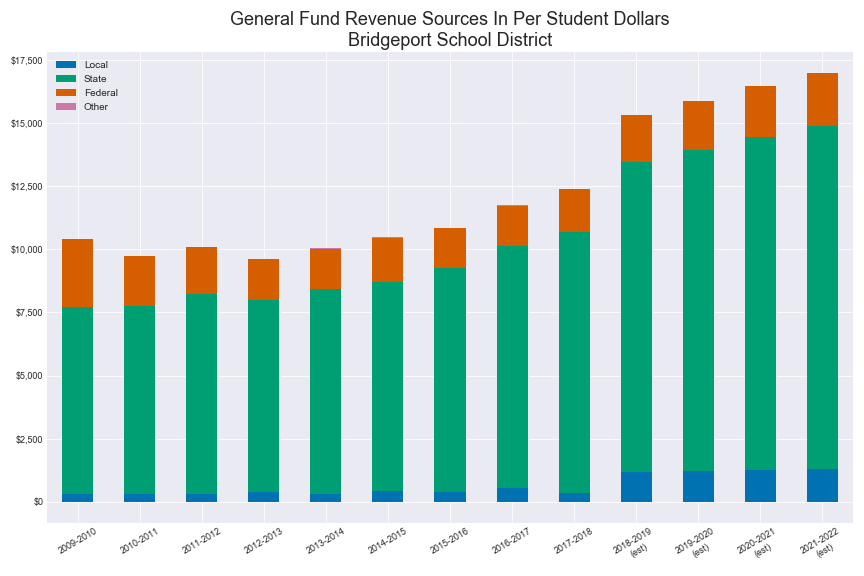 General Fund Revenue Sources In Per Student Dollars
Bridgeport School District
Local
State
Federal
Other
$17,500
$15,000
$12,500
$10,000
$7,500
$5,000
$2,500
$0
2009-2010
2010-2011
2011-2012
2012-2013
2013-2014
2014-2015
2015-2016
2016-2017
2017-2018
2018-2019
(est)
2019-2020
(est)
2020-2021
(est)
2021-2022
(est)